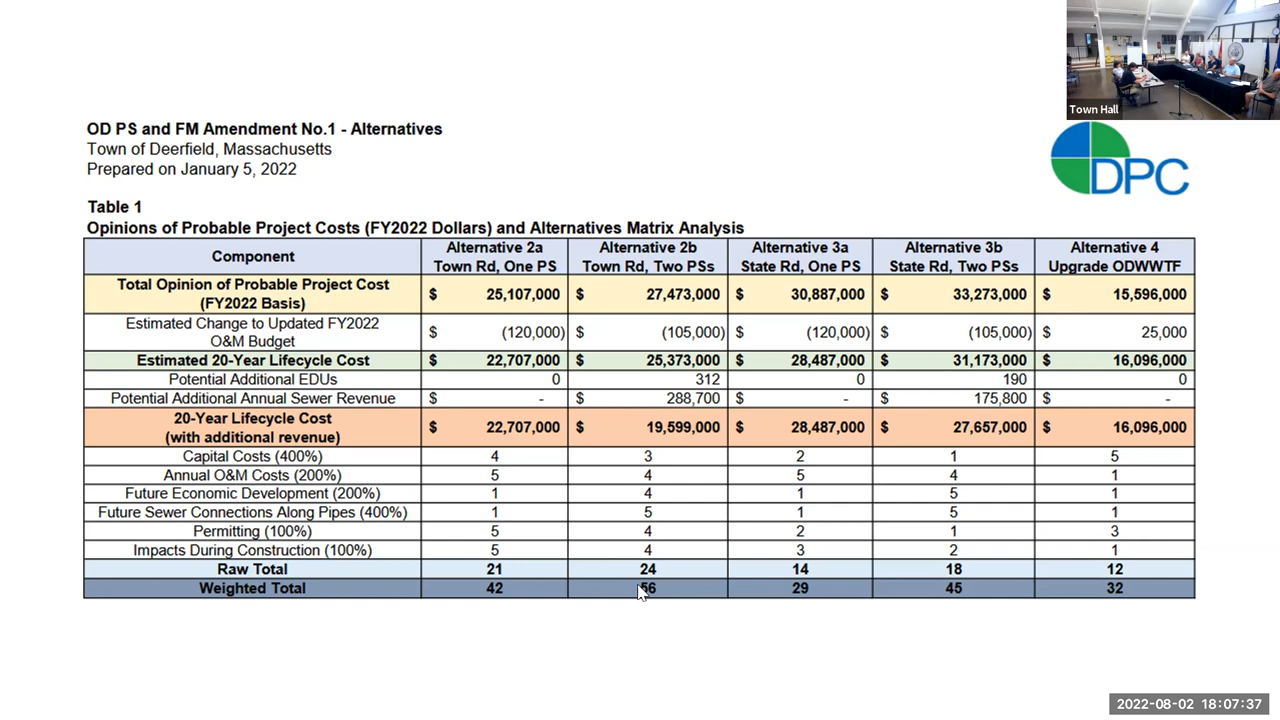 Town Hall
OD PS and FM Amendment No.1 - Alternatives
Town of Deerfield, Massachusetts
Prepared on January 5, 2022
DPC
Table 1
Opinions of Probable Project Costs (FY2022 Dollars) and Alternatives Matrix Analysis
Component Alternative 2a Town Rd, One PS Alternative 2b Town Rd, Two PSs Alternative 3a State Rd, One PS Alternative 3b State Rd, Two PSs Alternative 4 Upgrade ODWWTF
Total Opinion of Probable Project Cost (FY2022 Basis) $ 25,107,000 $ 27,473,000 $ 30,887,000 $ 33,273,000 $ 15,596,000
Estimated Change to Updated FY2022 O&M Budget $ (120,000) $ (105,000) $ (120,000) $ (105,000) $ 25,000
Estimated 20-Year Lifecycle Cost $ 22,707,000 $ 25,373,000 $ 28,487,000 $ 31,173,000 $ 16,096,000
Potential Additional EDUs 0 312 0 190 0
Potential Additional Annual Sewer Revenue $ - $ 288,700 $ - $ 175,800 $ -
20-Year Lifecycle Cost (with additional revenue) $ 22,707,000 $ 19,599,000 $ 28,487,000 $ 27,657,000 $ 16,096,000
Capital Costs (400%) 4 3 2 1 5
Annual O&M Costs (200%) 5 4 5 4 1
Future Economic Development (200%) 1 4 1 5 1
Future Sewer Connections Along Pipes (400%) 1 5 1 5 1
Permitting (100%) 5 4 2 1 3
Impacts During Construction (100%) 5 4 3 2 1
Raw Total 21 24 14 18 12
Weighted Total 42 56 29 45 32
2022-08-02 18:07:37